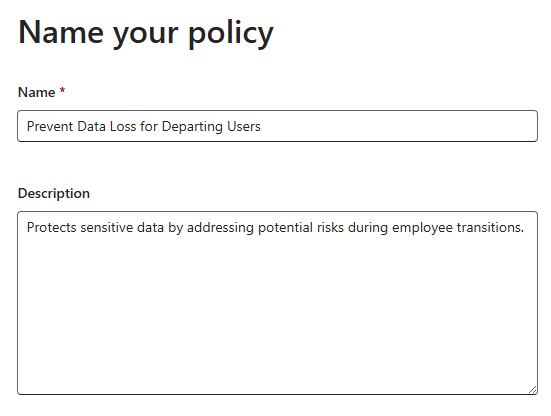 Name your policy
Name *
Prevent Data Loss for Departing Users
Description
Protects sensitive data by addressing potential risks during employee transitions.